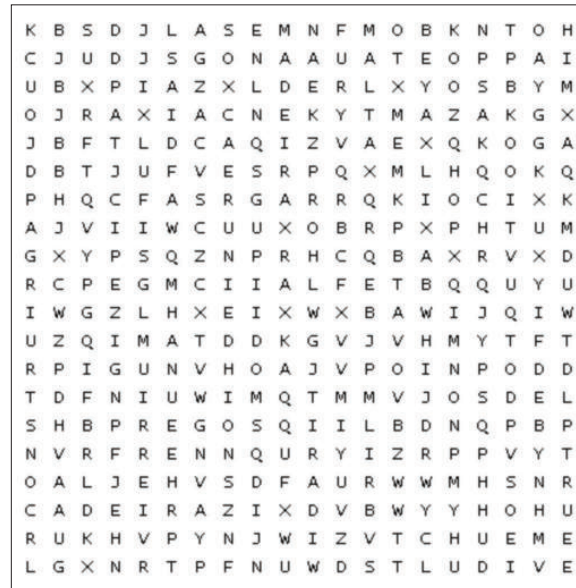 K B S D J L A S E M N F M O B K N T O H
C J U D J S G O N A A U A T E O P P A I
U B X P I A Z X L D E R L X Y O S B Y M
O J R A X I A C N E K Y T M A Z A K G X
J B F T L D C A Q I Z V A E X Q K O G A
D B T J U F V E S R P Q X M L H Q O K Q
P H Q C F A S R G A R R Q K I O C I X K
A J V I I W C U U X O B R P X P H T U M
G X Y P S Q Z N P R H C Q B A X R V X D
R C P E G M C I I A L F E T B Q Q U Y U
I W G Z L H X E I X W X B A W I J Q I W
U Z Q I M A T D D K G V J V H M Y T F T
R P I G U N V H O A J V P O I N P O D D
T D F N I U W I M Q T M M V J O S D E L
S H B P R E G O S Q I I L B D N Q P B P
N V R F R E N N Q U R Y I Z R P P V Y T
O A L J E H V S D F A U R W W M H S N R
C A D E I R A Z I X D V B W Y Y H O H U
R U K H V P Y N J W I Z V T C H U E M E
L G X N R T P F N U W D S T L U D I V E